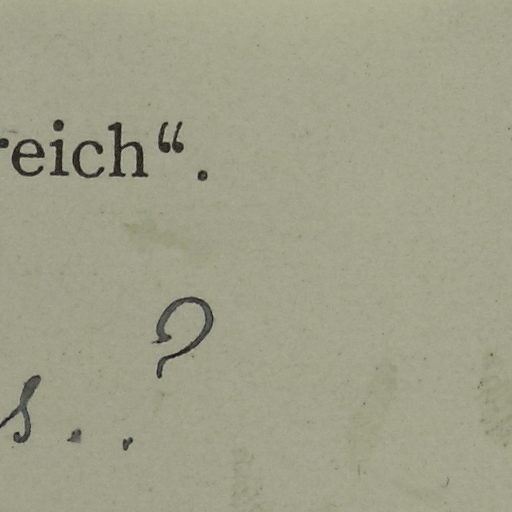 reich“.
s. . ?